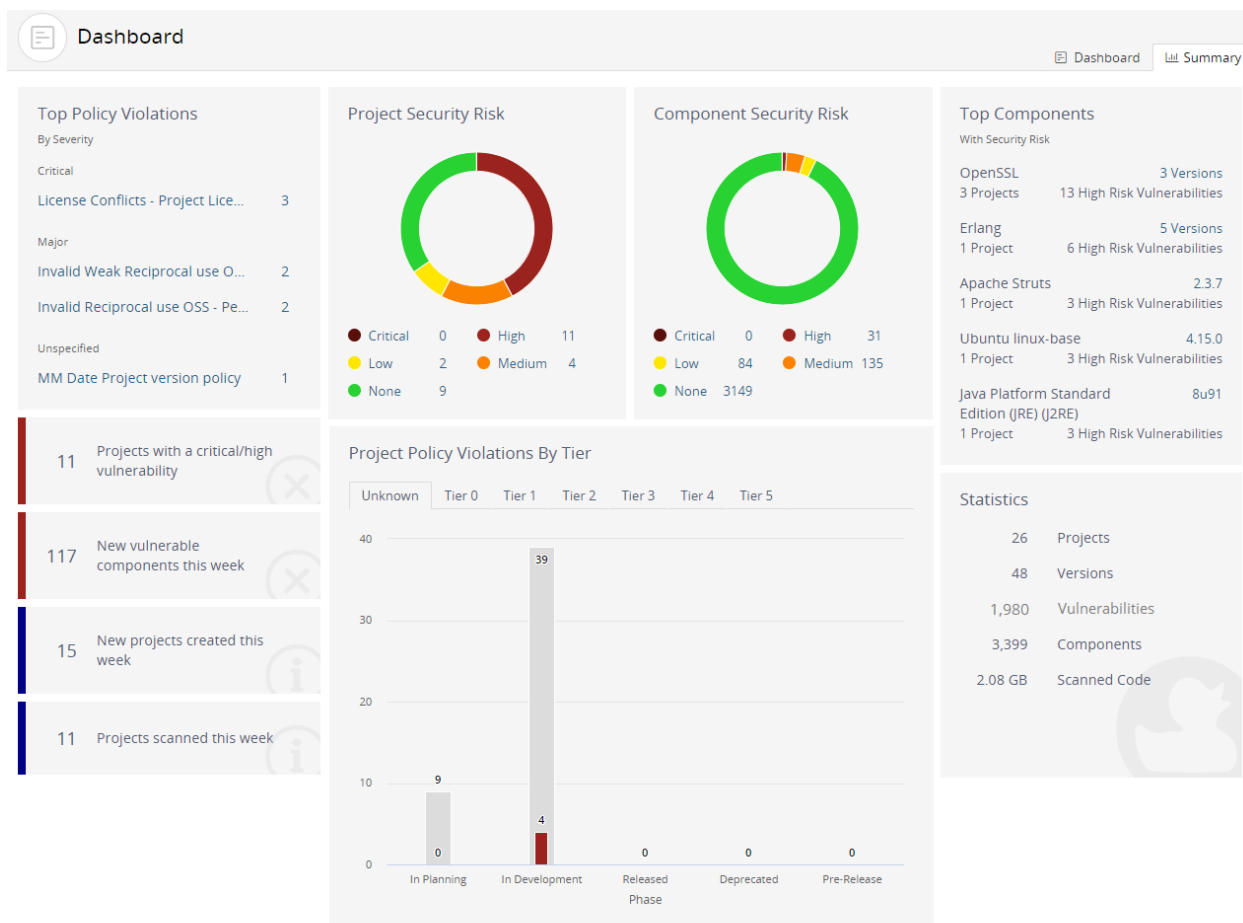 Dashboard
Dashboard
Summary
Top Policy Violations
By Severity
Critical
License Conflicts - Project Lice... 3
Major
Invalid Weak Reciprocal use O... 2
Invalid Reciprocal use OSS - Pe... 2
Unspecified
MM Date Project version policy 1
11 Projects with a critical/high
vulnerability
117 New vulnerable
components this week
15 New projects created this
week
11 Projects scanned this week
Project Security Risk
Critical 0 High 11
Low 2 Medium 4
None 9
Component Security Risk
Critical 0 High 31
Low 84 Medium 135
None 3149
Project Policy Violations By Tier
Unknown Tier 0 Tier 1 Tier 2 Tier 3 Tier 4 Tier 5
40
39
30
20
10
9
4
0
0 0 0 0
In Planning In Development Released Deprecated Pre-Release
Phase
Top Components
With Security Risk
OpenSSL 3 Versions
3 Projects 13 High Risk Vulnerabilities
Erlang 5 Versions
1 Project 6 High Risk Vulnerabilities
Apache Struts 2.3.7
1 Project 3 High Risk Vulnerabilities
Ubuntu linux-base 4.15.0
1 Project 3 High Risk Vulnerabilities
Java Platform Standard 8u91
Edition (JRE) (J2RE)
1 Project 3 High Risk Vulnerabilities
Statistics
26 Projects
48 Versions
1,980 Vulnerabilities
3,399 Components
2.08 GB Scanned Code